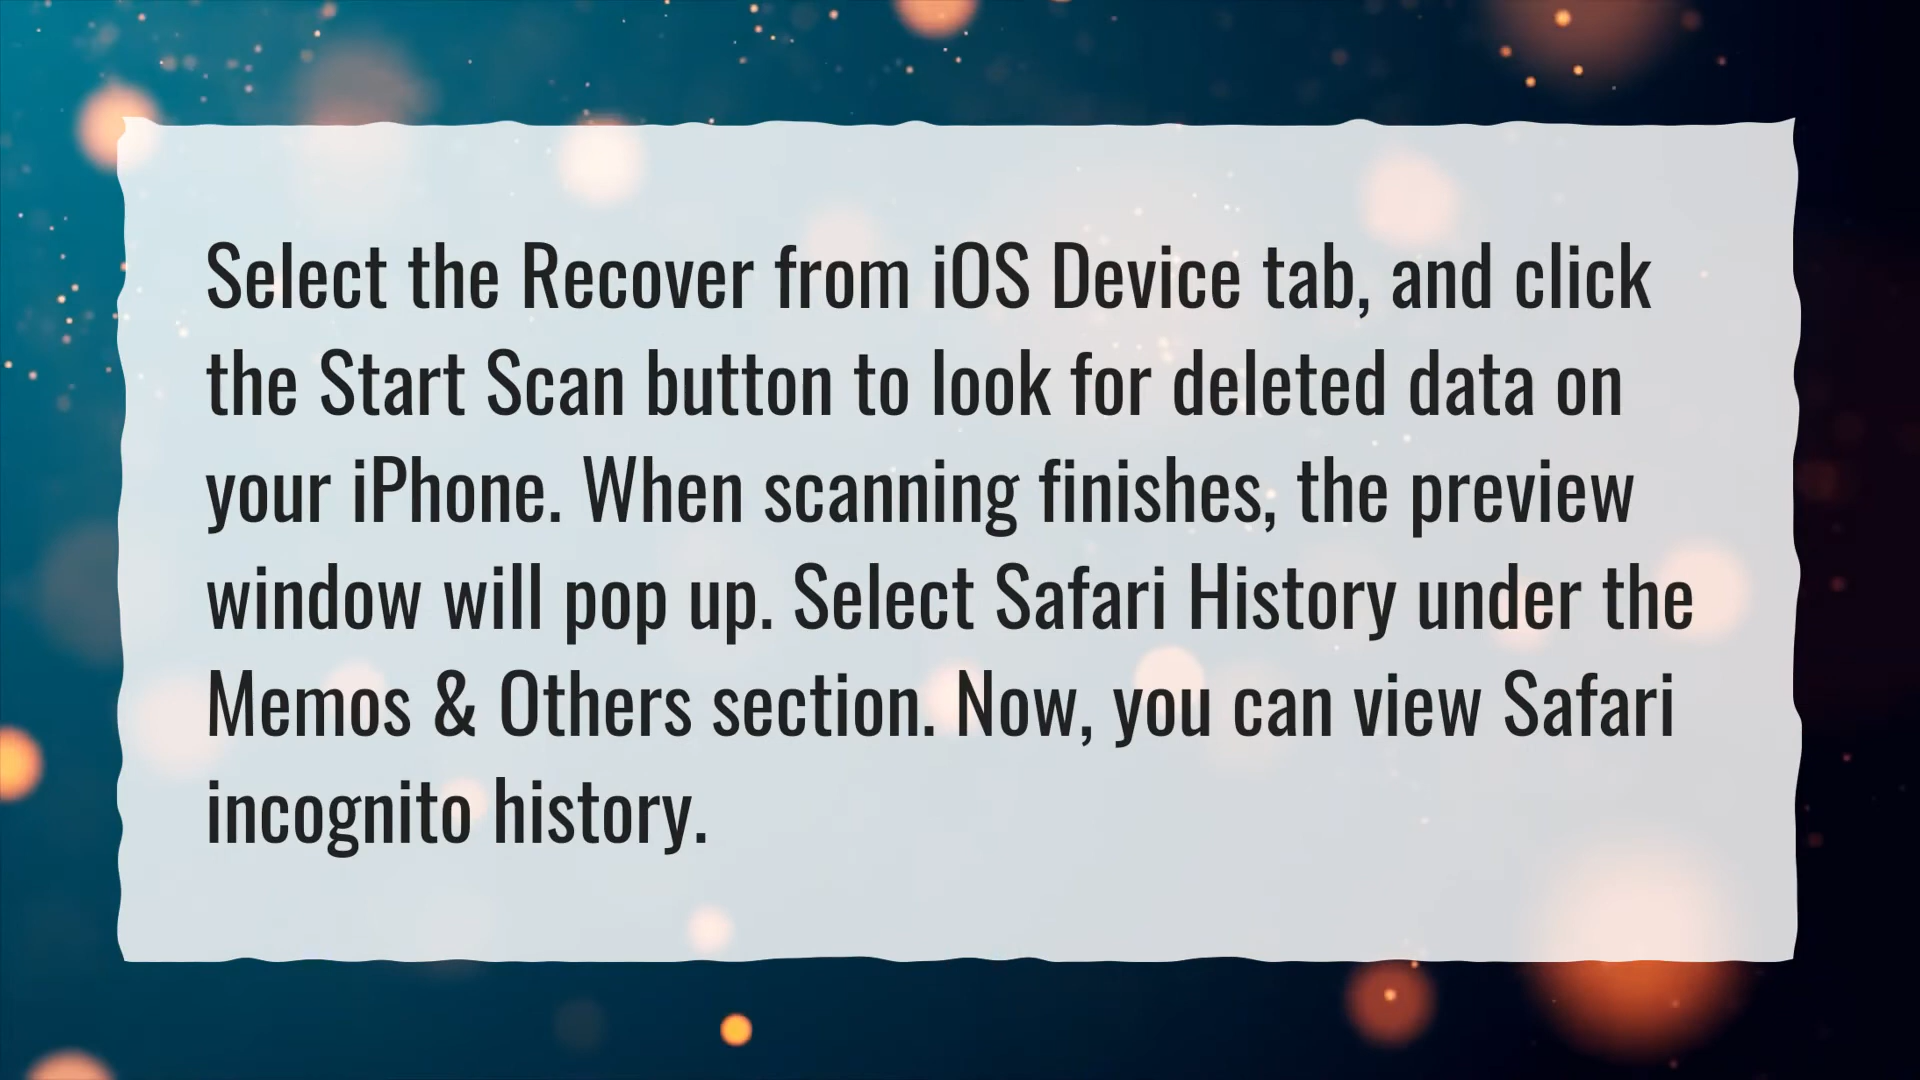 Select the Recover from iOS Device tab, and click
the Start Scan button to look for deleted data on
your iPhone. When scanning finishes, the preview
window will pop up. Select Safari History under the
Memos & Others section. Now, you can view Safari
incognito history.